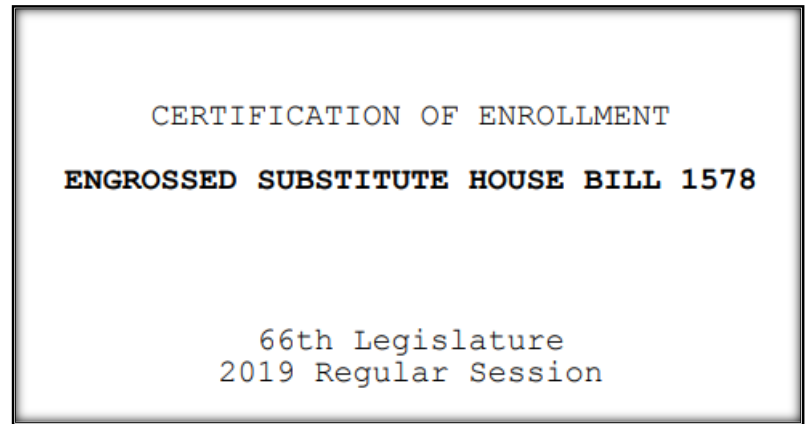 CERTIFICATION OF ENROLLMENT
ENGROSSED SUBSTITUTE HOUSE BILL 1578
66th Legislature
2019 Regular Session